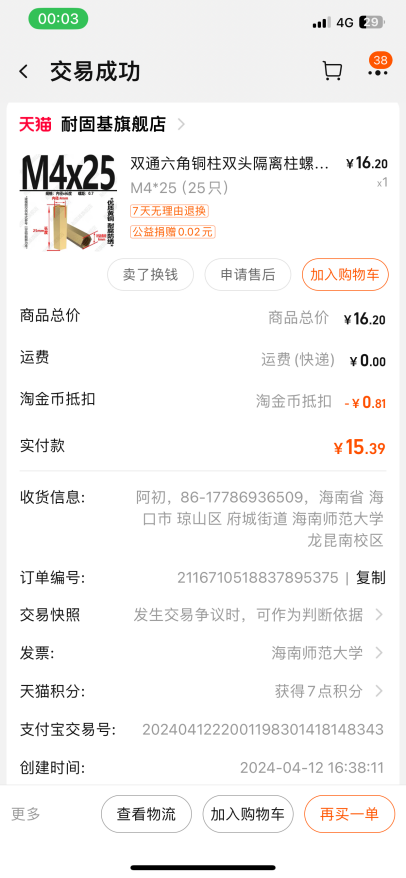 00:03
4G 29
交易成功
38
天猫 耐固基旗舰店
M4x25
双通六角铜柱双头隔离柱螺... ¥16.20
M4*25 (25只) x1
7天无理由退换
公益捐赠0.02元
卖了换钱 申请售后 加入购物车
商品总价 商品总价 ¥16.20
运费 运费(快递) ¥0.00
淘金币抵扣 淘金币抵扣 -¥0.81
实付款 ¥15.39
收货信息: 阿初，86-17786936509，海南省 海
口市 琼山区 府城街道 海南师范大学
龙昆南校区
订单编号: 2116710518837895375 | 复制
交易快照 发生交易争议时，可作为判断依据
发票: 海南师范大学
天猫积分: 获得7点积分
支付宝交易号: 2024041222001198301418148343
创建时间: 2024-04-12 16:38:11
更多 查看物流 加入购物车 再买一单